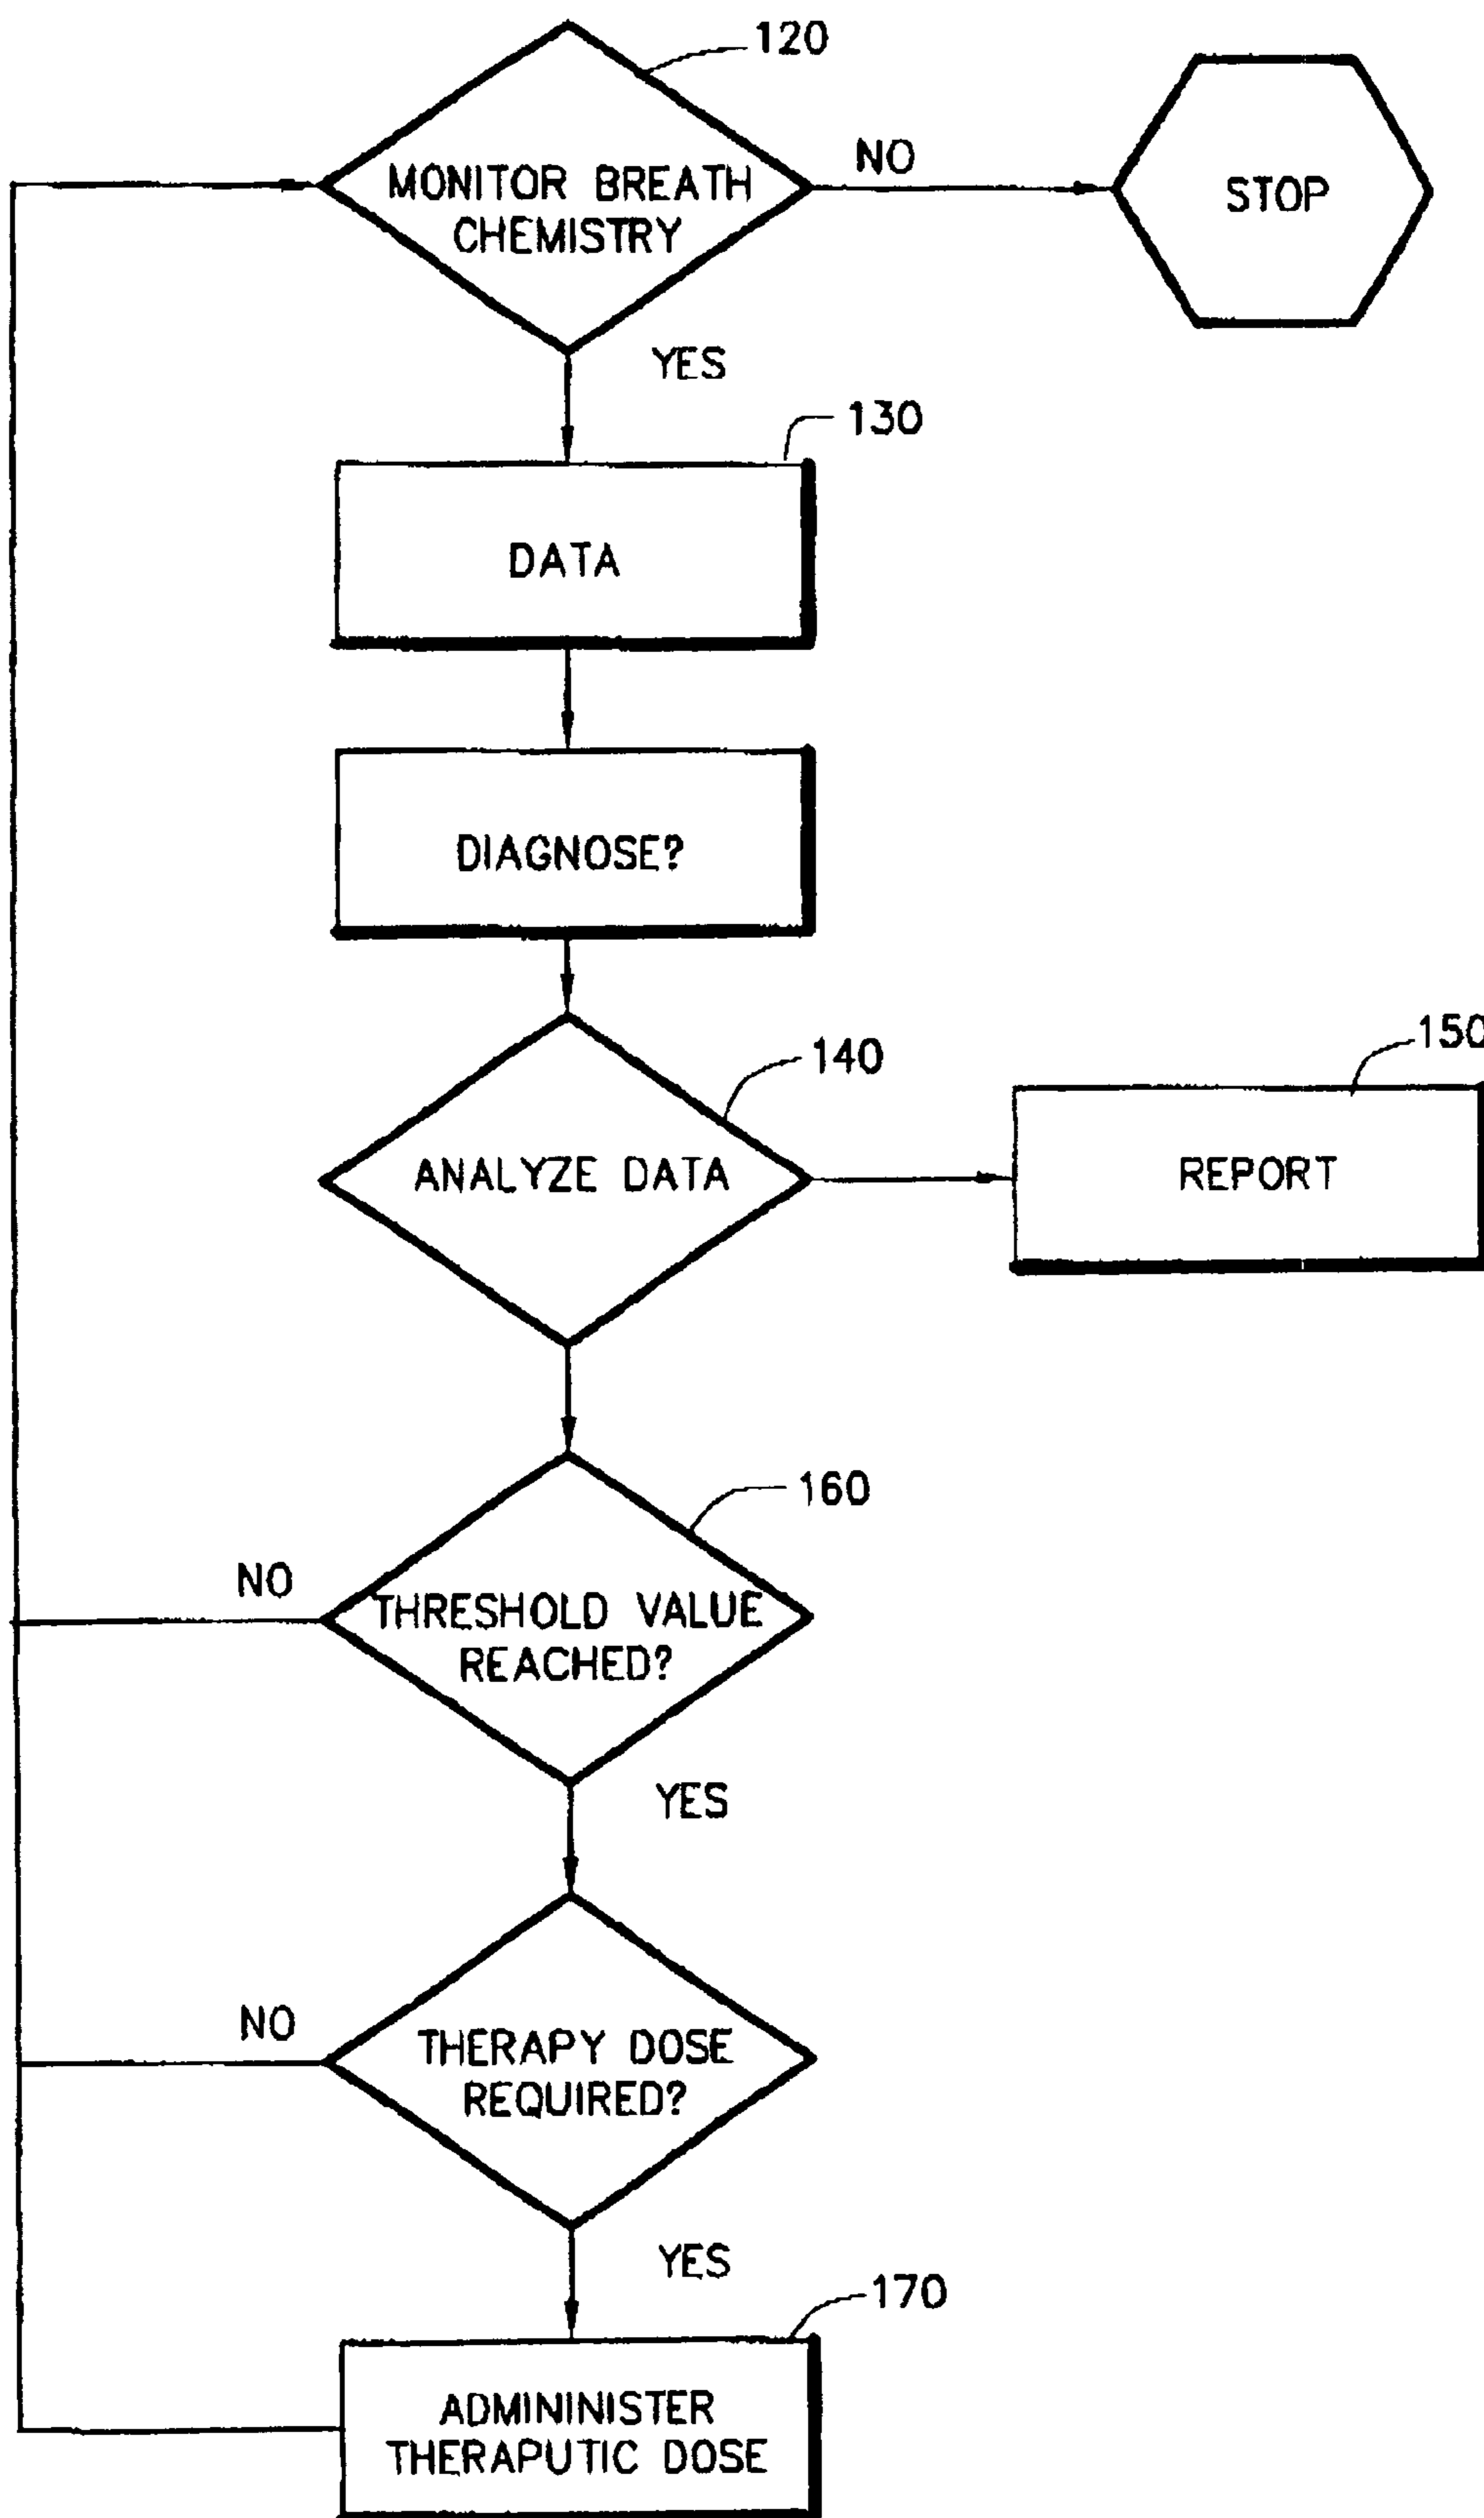 120
MONITOR BREATH
CHEMISTRY
NO
STOP
YES
130
DATA
DIAGNOSE?
140
ANALYZE DATA
150
REPORT
160
NO
THRESHOLD VALUE
REACHED?
YES
NO
THERAPY DOSE
REQUIRED?
YES
170
ADMININISTER
THERAPUTIC DOSE